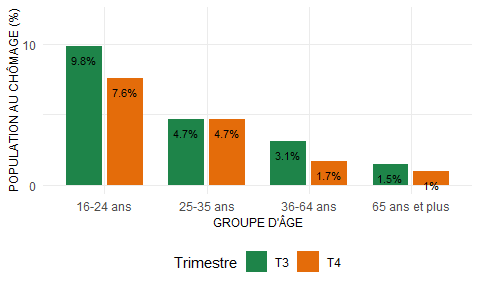 POPULATION AU CHÔMAGE (%)
10
0
9.8%
7.6%
4.7%
4.7%
3.1%
1.7%
1.5%
1%
16-24 ans
25-35 ans
36-64 ans
65 ans et plus
GROUPE D'ÂGE
Trimestre
T3
T4